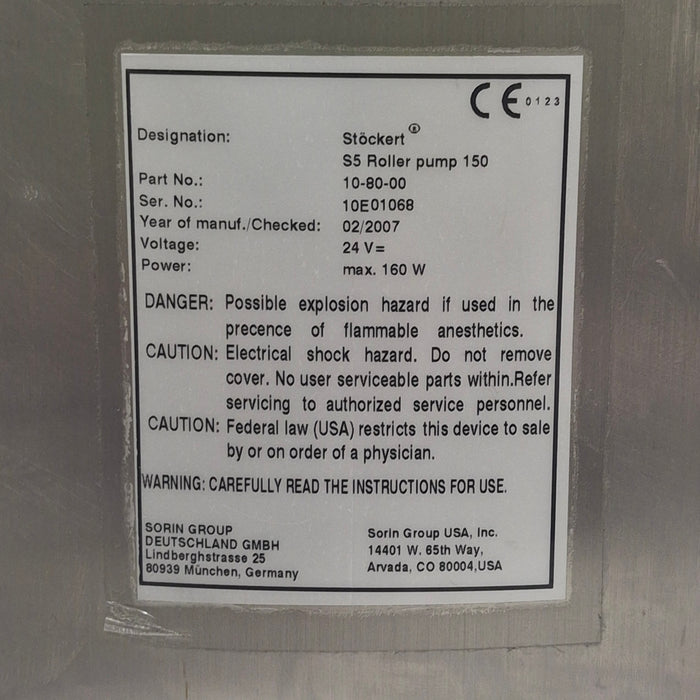 CE 0123
Designation: Stöckert®
S5 Roller pump 150
Part No.: 10-80-00
Ser. No.: 10E01068
Year of manuf./Checked: 02/2007
Voltage: 24 V=
Power: max. 160 W
DANGER: Possible explosion hazard if used in the
precence of flammable anesthetics.
CAUTION: Electrical shock hazard. Do not remove
cover. No user serviceable parts within.Refer
servicing to authorized service personnel.
CAUTION: Federal law (USA) restricts this device to sale
by or on order of a physician.
WARNING: CAREFULLY READ THE INSTRUCTIONS FOR USE.
SORIN GROUP
DEUTSCHLAND GMBH
Lindberghstrasse 25
80939 München, Germany
Sorin Group USA, Inc.
14401 W. 65th Way,
Arvada, CO 80004,USA